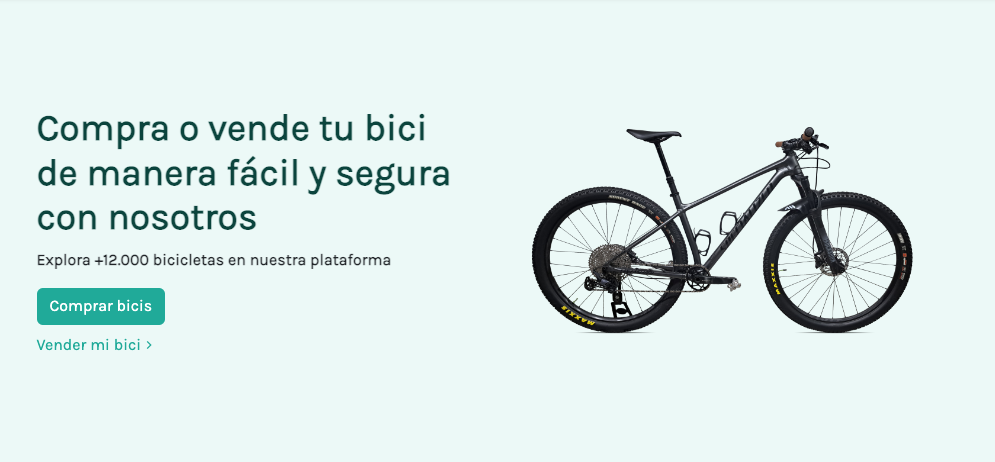 Compra o vende tu bici
de manera fácil y segura
con nosotros
Explora +12.000 bicicletas en nuestra plataforma
Comprar bicis
Vender mi bici >
MAXXIS
MAXXIS